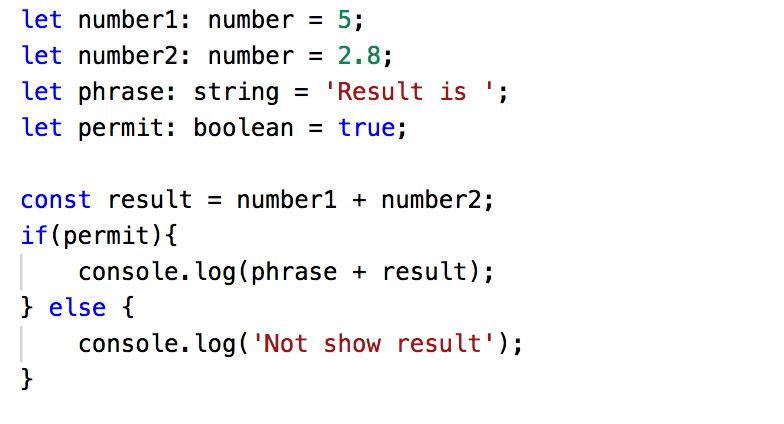 let number1: number = 5;
let number2: number = 2.8;
let phrase: string = 'Result is ';
let permit: boolean = true;

const result = number1 + number2;
if(permit){
    console.log(phrase + result);
} else {
    console.log('Not show result');
}